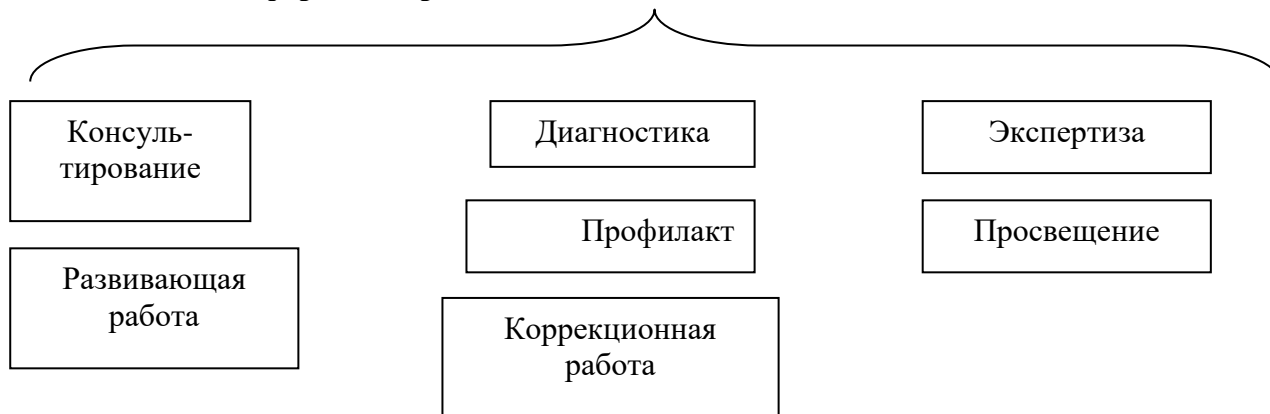 Консуль-
тирование
Диагностика
Экспертиза
Профилакт
Просвещение
Развивающая
работа
Коррекционная
работа